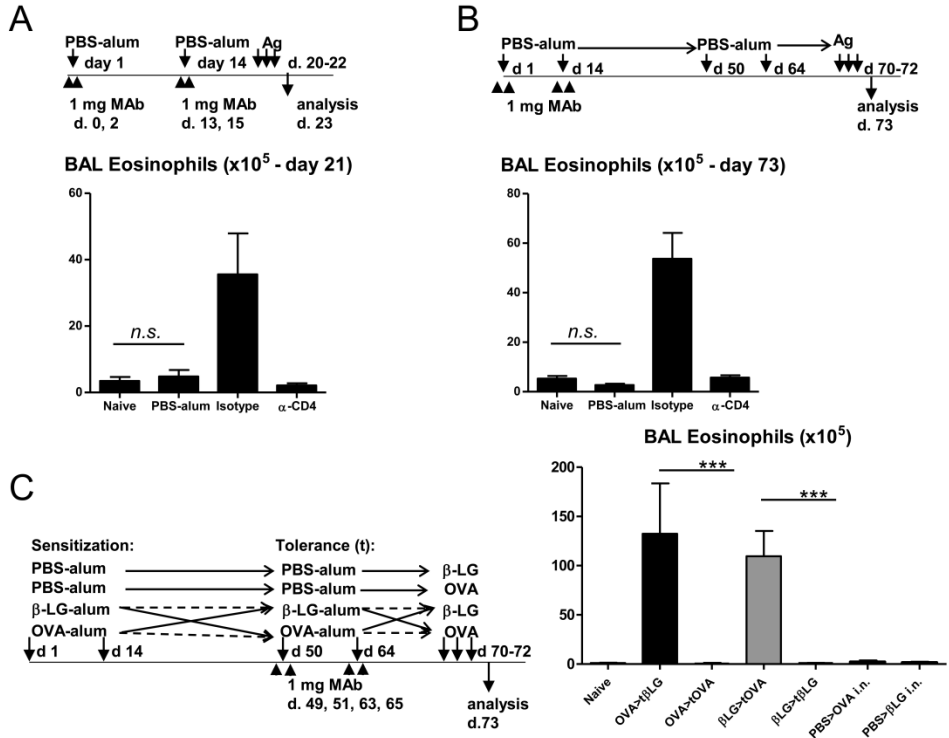 A
PBS-alum PBS-alum Ag
day 1 day 14 d. 20-22
1 mg MAb 1 mg MAb analysis
d. 0, 2 d. 13, 15 d. 23
BAL Eosinophils (x10⁵ - day 21)
60
40
20
0
n.s.
Naive PBS-alum Isotype α-CD4
B
PBS-alum PBS-alum Ag
d 1 d 14 d 50 d 64 d 70-72
1 mg MAb analysis
d. 73
BAL Eosinophils (x10⁵ - day 73)
80
60
40
20
0
n.s.
Naive PBS-alum Isotype α-CD4
C
Sensitization: Tolerance (t):
PBS-alum PBS-alum β-LG
PBS-alum PBS-alum OVA
β-LG-alum β-LG-alum β-LG
OVA-alum OVA-alum OVA
d 1 d 14 d 50 d 64 d 70-72
1 mg MAb
d. 49, 51, 63, 65 analysis
d.73
BAL Eosinophils (x10⁵)
200
150
100
50
0
*** ***
Naive OVA>tβLG OVA>tOVA βLG>tOVA βLG>tβLG PBS>OVA i.n. PBS>βLG i.n.